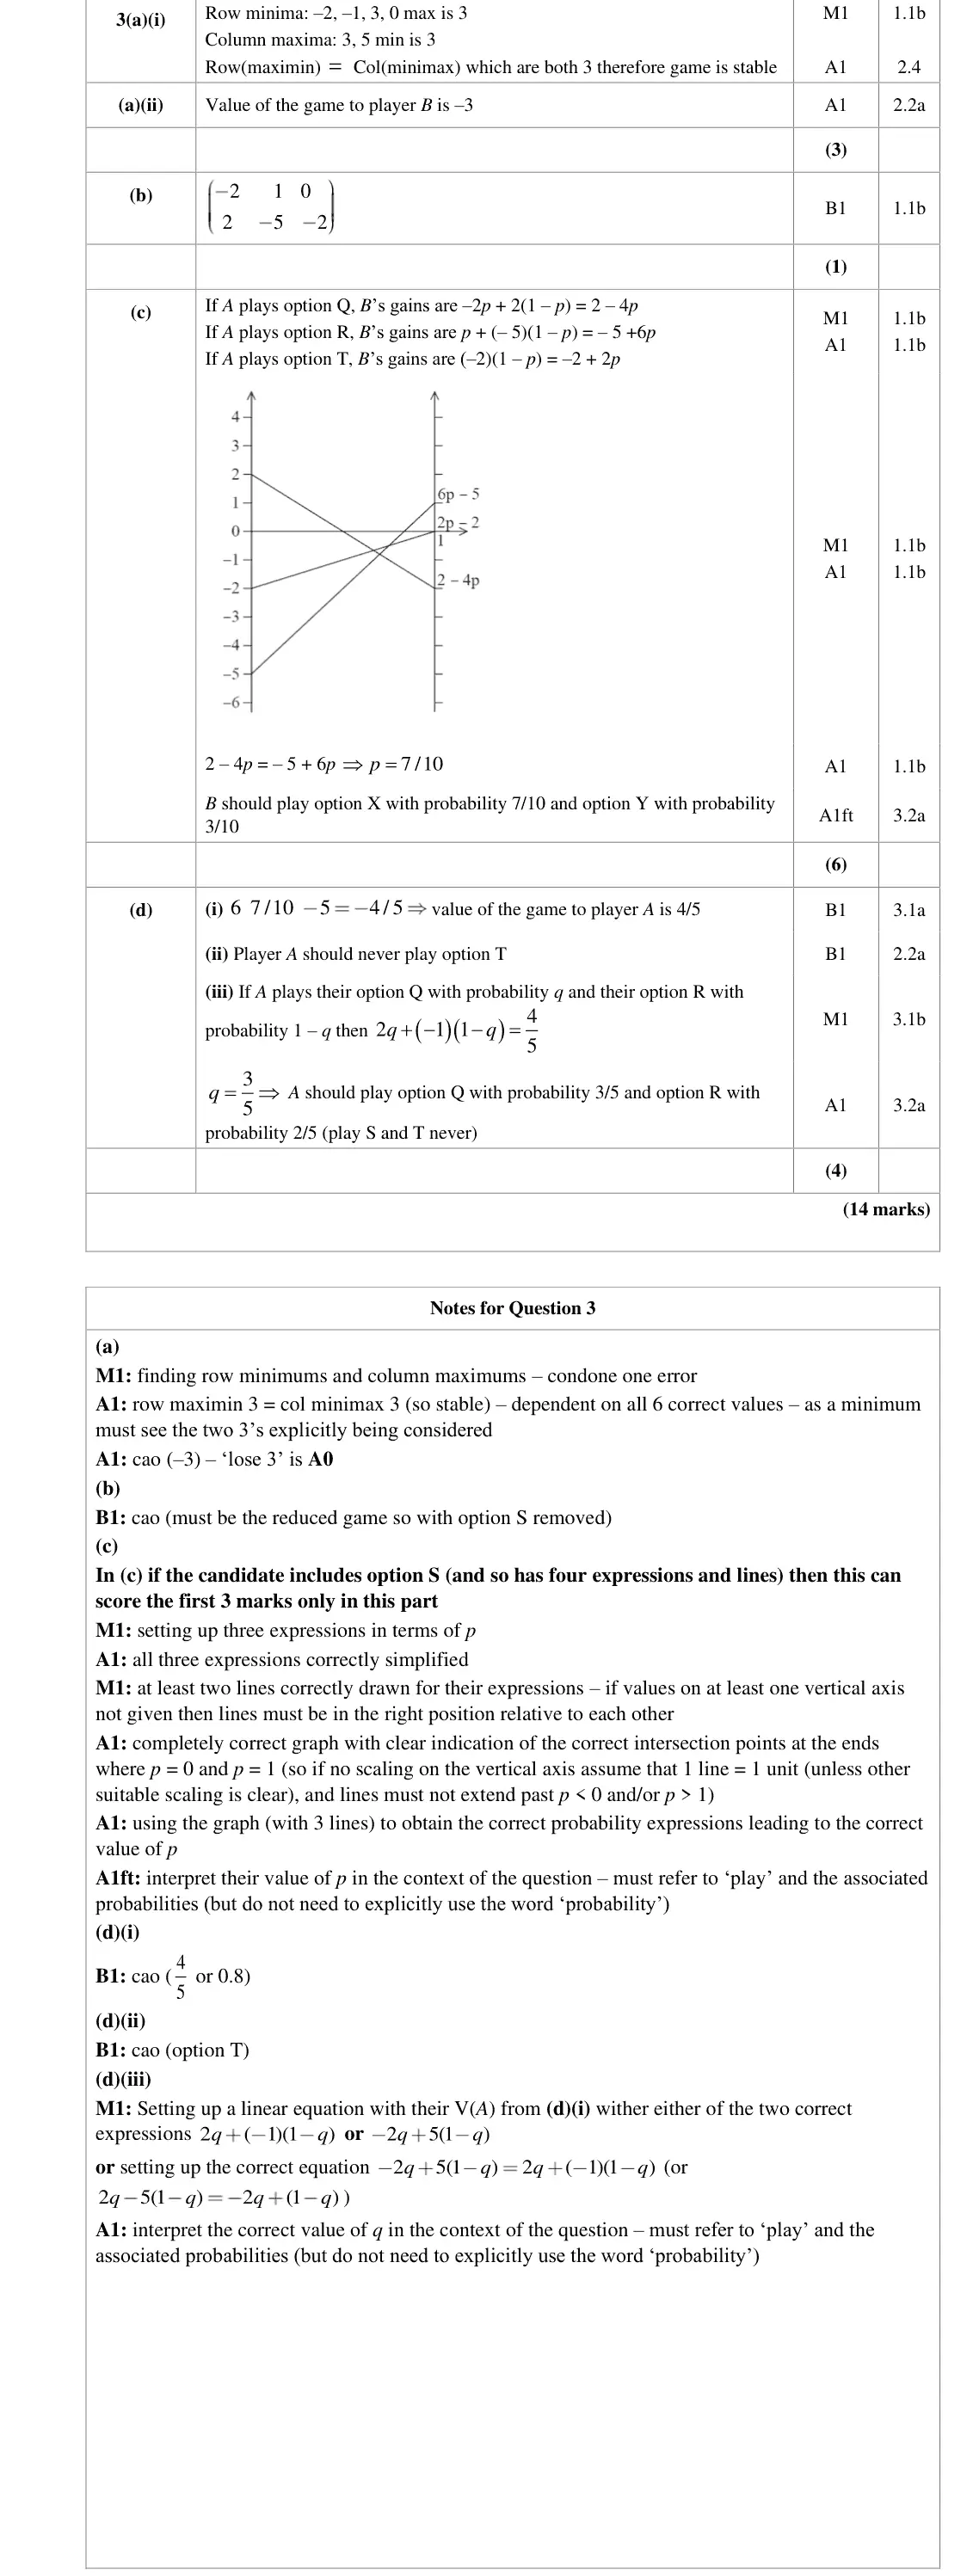 3(a)(i) Row minima: –2, –1, 3, 0 max is 3 M1 1.1b
Column maxima: 3, 5 min is 3
Row(maximin) = Col(minimax) which are both 3 therefore game is stable A1 2.4
(a)(ii) Value of the game to player B is –3 A1 2.2a
(3)
(b) (−2 1 0
2 −5 −2) B1 1.1b
(1)
(c) If A plays option Q, B’s gains are –2p + 2(1 – p) = 2 – 4p M1 1.1b
If A plays option R, B’s gains are p + (– 5)(1 – p) = – 5 +6p A1 1.1b
If A plays option T, B’s gains are (–2)(1 – p) = –2 + 2p
4
3
2
1
0
−1
−2
−3
−4
−5
−6
6p – 5
2p – 2
1
2 – 4p
M1 1.1b
A1 1.1b
2 – 4p = – 5 + 6p ⇒ p = 7 / 10 A1 1.1b
B should play option X with probability 7/10 and option Y with probability
3/10 A1ft 3.2a
(6)
(d) (i) 6 7/10 −5 = −4/5 ⇒ value of the game to player A is 4/5 B1 3.1a
(ii) Player A should never play option T B1 2.2a
(iii) If A plays their option Q with probability q and their option R with
probability 1 – q then 2q+(−1)(1−q)=4/5 M1 3.1b
q = 3/5 ⇒ A should play option Q with probability 3/5 and option R with
probability 2/5 (play S and T never) A1 3.2a
(4)
(14 marks)
Notes for Question 3
(a)
M1: finding row minimums and column maximums – condone one error
A1: row maximin 3 = col minimax 3 (so stable) – dependent on all 6 correct values – as a minimum
must see the two 3’s explicitly being considered
A1: cao (–3) – ‘lose 3’ is A0
(b)
B1: cao (must be the reduced game so with option S removed)
(c)
In (c) if the candidate includes option S (and so has four expressions and lines) then this can
score the first 3 marks only in this part
M1: setting up three expressions in terms of p
A1: all three expressions correctly simplified
M1: at least two lines correctly drawn for their expressions – if values on at least one vertical axis
not given then lines must be in the right position relative to each other
A1: completely correct graph with clear indication of the correct intersection points at the ends
where p = 0 and p = 1 (so if no scaling on the vertical axis assume that 1 line = 1 unit (unless other
suitable scaling is clear), and lines must not extend past p < 0 and/or p > 1)
A1: using the graph (with 3 lines) to obtain the correct probability expressions leading to the correct
value of p
A1ft: interpret their value of p in the context of the question – must refer to ‘play’ and the associated
probabilities (but do not need to explicitly use the word ‘probability’)
(d)(i)
B1: cao (4/5 or 0.8)
(d)(ii)
B1: cao (option T)
(d)(iii)
M1: Setting up a linear equation with their V(A) from (d)(i) wither either of the two correct
expressions 2q+(−1)(1−q) or −2q+5(1−q)
or setting up the correct equation −2q+5(1−q)=2q+(−1)(1−q) (or
2q−5(1−q)=−2q+(1−q) )
A1: interpret the correct value of q in the context of the question – must refer to ‘play’ and the
associated probabilities (but do not need to explicitly use the word ‘probability’)